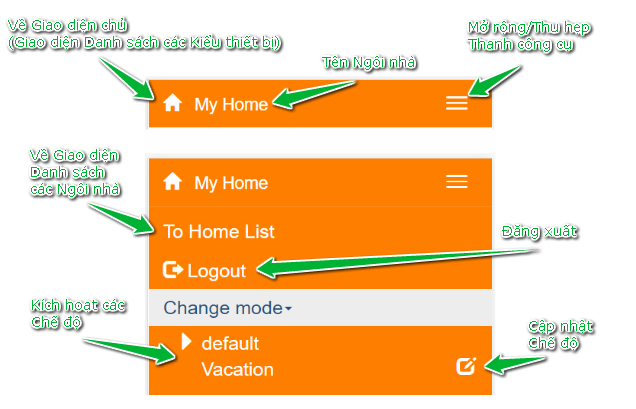 Về Giao diện chủ
(Giao diện Danh sách các Kiểu thiết bị)
Mở rộng/Thu hẹp
Thanh công cụ
Tên Ngôi nhà
My Home
Về Giao diện
Danh sách
các Ngôi nhà
My Home
To Home List
Đăng xuất
Logout
Change mode
Kích hoạt các
Chế độ
default
Vacation
Cập nhật
Chế độ